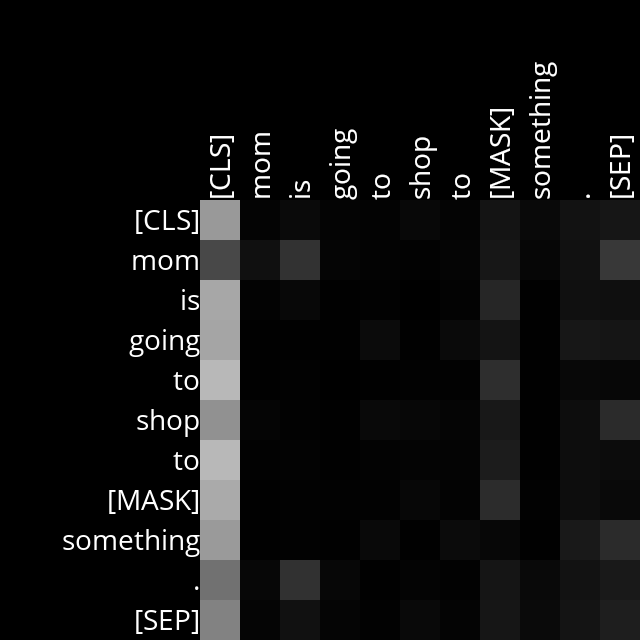 [CLS] mom is going to shop to [MASK] something . [SEP]
[CLS]
mom
is
going
to
shop
to
[MASK]
something
.
[SEP]